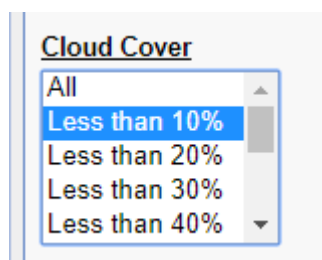 Cloud Cover
All
Less than 10%
Less than 20%
Less than 30%
Less than 40%